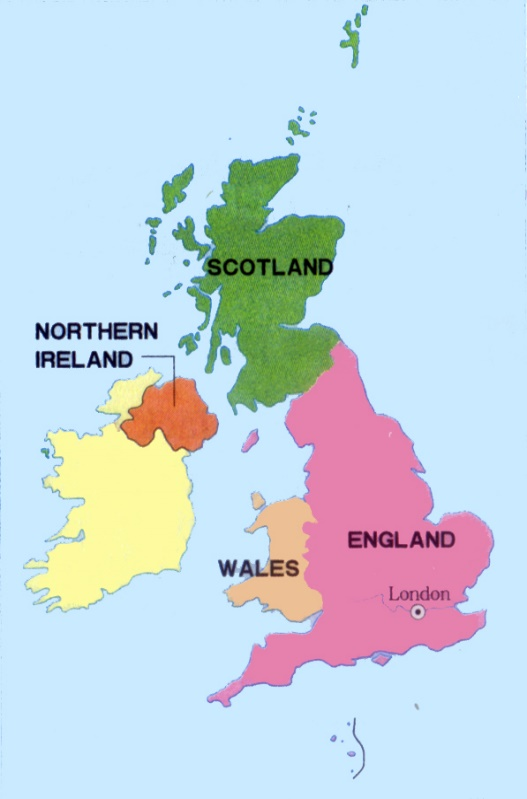 SCOTLAND
NORTHERN
IRELAND
ENGLAND
WALES
London